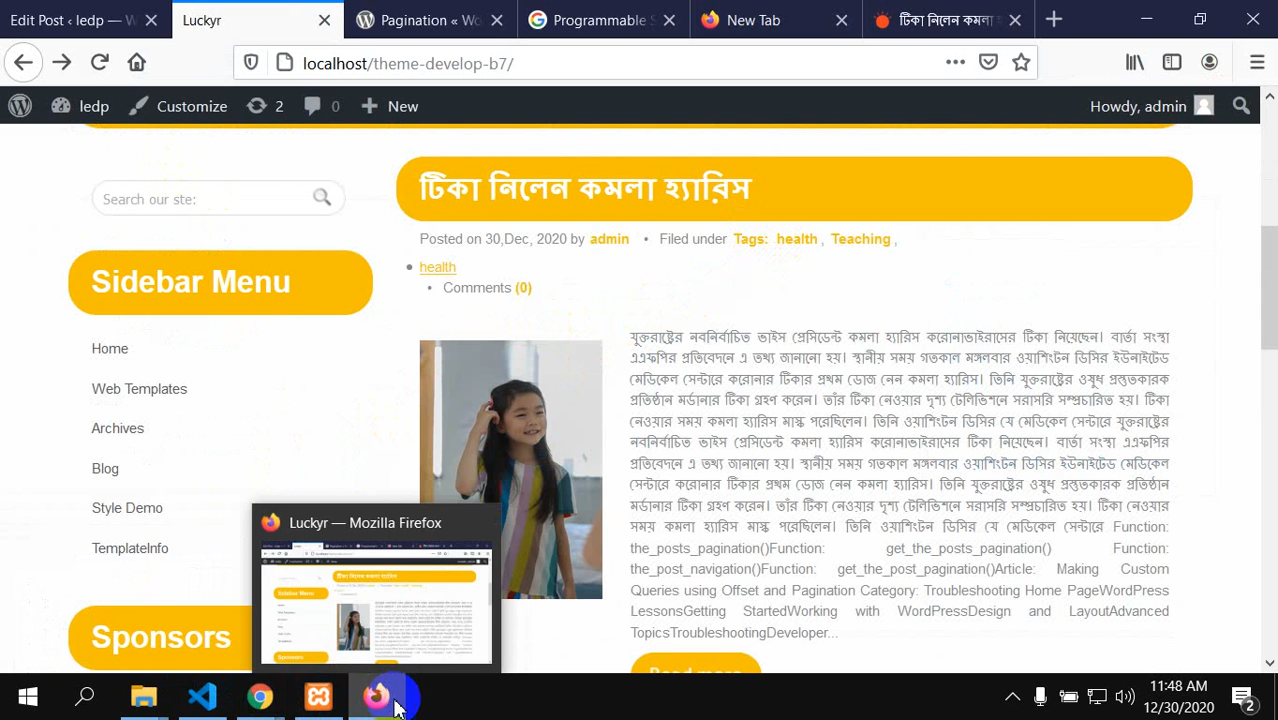 Edit Post ‹ ledp — W
Luckyr
Pagination « Wo
Programmable S
New Tab
টিকা নিলেন কমলা হ
localhost/theme-develop-b7/
ledp
Customize
2
0
New
Howdy, admin
Search our ste:
টিকা নিলেন কমলা হ্যারিস
Posted on 30,Dec, 2020 by admin • Filed under Tags: health , Teaching ,
health
Comments (0)
Sidebar Menu
Home
Web Templates
Archives
Blog
Style Demo
TemplateInfo
Sponsors
যুক্তরাষ্ট্রের নবনির্বাচিত ভাইস প্রেসিডেন্ট কমলা হ্যারিস করোনাভাইরাসের টিকা নিয়েছেন। বার্তা সংস্থা
এএফপির প্রতিবেদনে এ তথ্য জানানো হয়। স্থানীয় সময় গতকাল মঙ্গলবার ওয়াশিংটন ডিসির ইউনাইটেড
মেডিকেল সেন্টারে করোনার টিকার প্রথম ডোজ নেন কমলা হ্যারিস। তিনি যুক্তরাষ্ট্রের ওষুধ প্রস্তুতকারক
প্রতিষ্ঠান মর্ডানার টিকা গ্রহণ করেন। তাঁর টিকা নেওয়ার দৃশ্য টেলিভিশনে সরাসরি সম্প্রচারিত হয়। টিকা
নেওয়ার সময় কমলা হ্যারিস মাস্ক পরেছিলেন। তিনি ওয়াশিংটন ডিসির যে মেডিকেল সেন্টারে যুক্তরাষ্ট্রের
নবনির্বাচিত ভাইস প্রেসিডেন্ট কমলা হ্যারিস করোনাভাইরাসের টিকা নিয়েছেন। বার্তা সংস্থা এএফপির
প্রতিবেদনে এ তথ্য জানানো হয়। স্থানীয় সময় গতকাল মঙ্গলবার ওয়াশিংটন ডিসির ইউনাইটেড মেডিকেল
সেন্টারে করোনার টিকার প্রথম ডোজ নেন কমলা হ্যারিস। তিনি যুক্তরাষ্ট্রের ওষুধ প্রস্তুতকারক প্রতিষ্ঠান
মর্ডানার টিকা গ্রহণ করেন। তাঁর টিকা নেওয়ার দৃশ্য টেলিভিশনে সরাসরি সম্প্রচারিত হয়। টিকা নেওয়ার
সময় কমলা হ্যারিস মাস্ক পরেছিলেন। তিনি ওয়াশিংটন ডিসির যে মেডিকেল সেন্টারে Function:
the_posts_pagination()Function: get_the_posts_pagination() Function:
the_post_navigation()Function: get_the_post_pagination()Article: Making Custom
Queries using Offset and Pagination Category: Troubleshooting Home PageWordPress
LessonsGetting StartedWorking with WordPressDesign and LayoutAdvanced
TopicsTroubleshootingDeveloper...
Read more
Luckyr — Mozilla Firefox
টিকা নিলেন কমলা হ্যারিস
Sidebar Menu
Sponsors
11:48 AM
12/30/2020
2